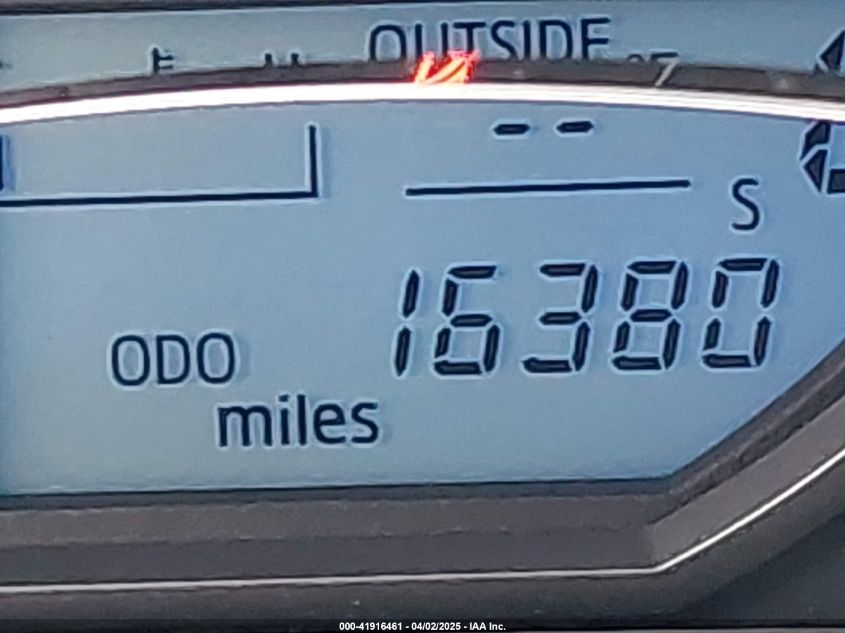 OUTSIDE
--
S
16380
ODO
miles
000-41916461 - 04/02/2025 - IAA Inc.